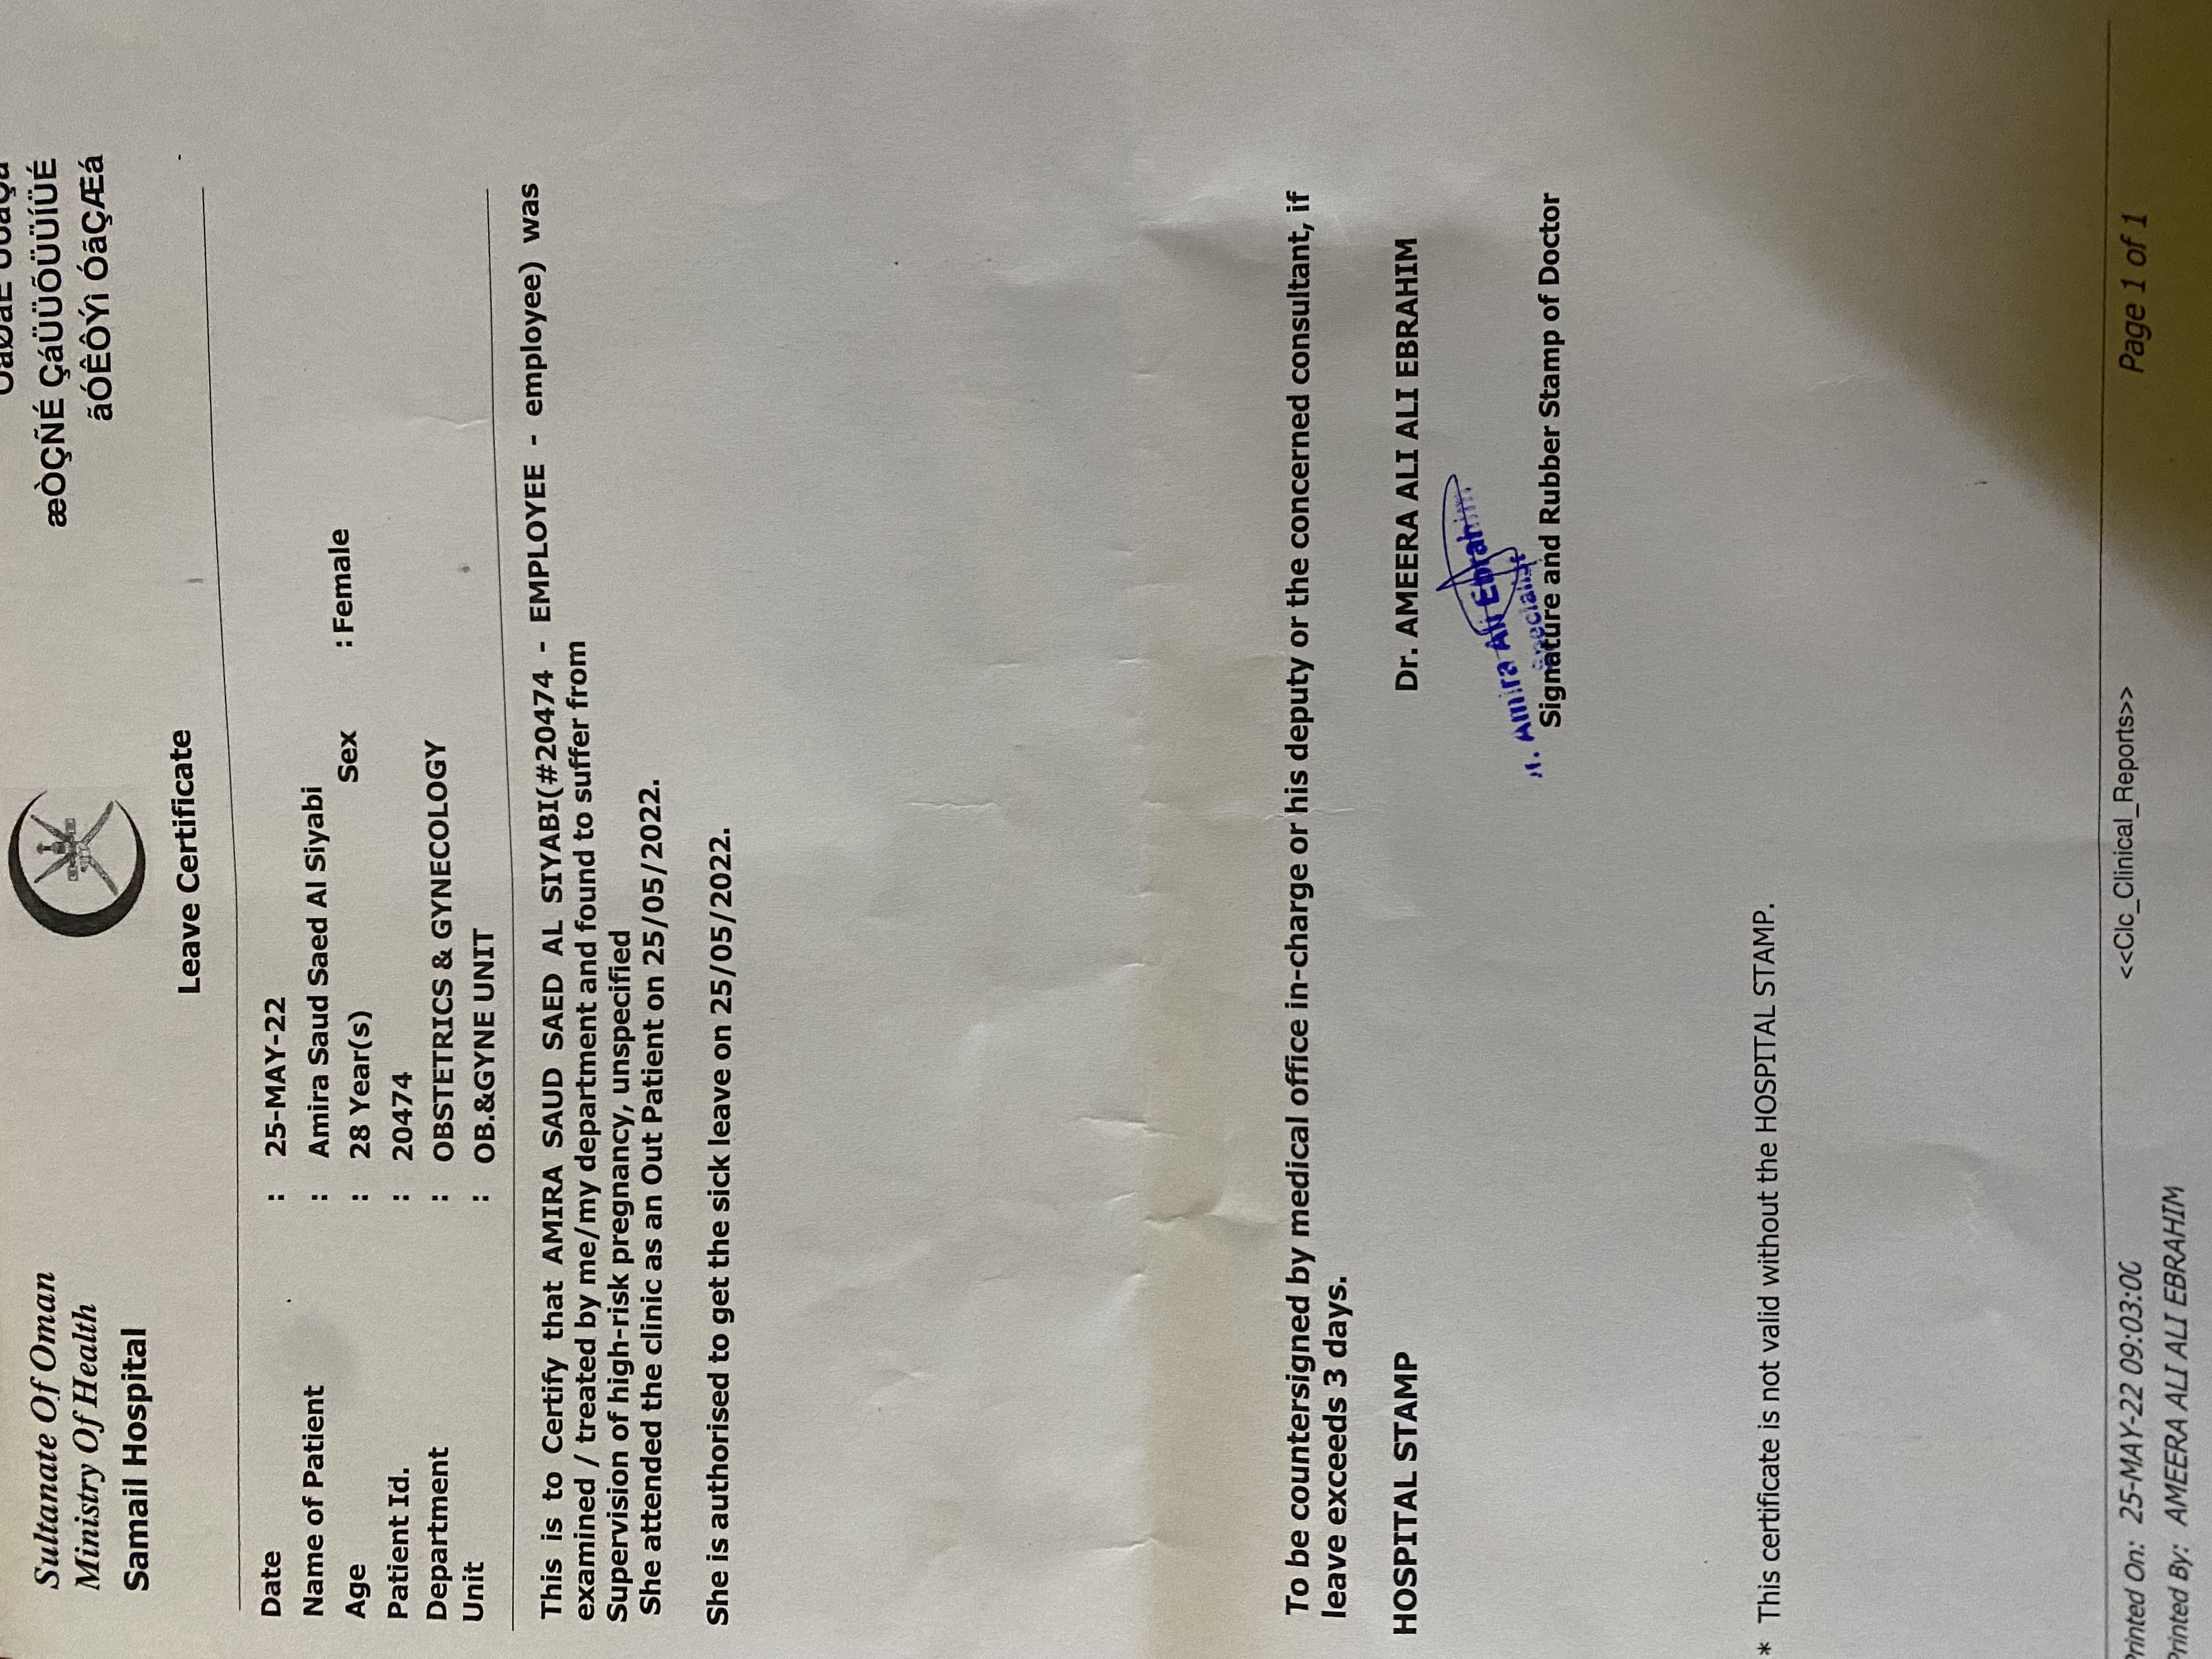 Sultanate Of Oman
Ministry Of Health
Samail Hospital
æÒÇÑÉ ÇáÜÜÕÜÜÍÜÉ
ãÓÊÔÝì ÓãÇÆá
Leave Certificate
Date : 25-MAY-22
Name of Patient : Amira Saud Saed Al Siyabi
Age : 28 Year(s) Sex : Female
Patient Id. : 20474
Department : OBSTETRICS & GYNECOLOGY
Unit : OB.&GYNE UNIT
This is to Certify that AMIRA SAUD SAED AL SIYABI(#20474 - EMPLOYEE - employee) was
examined / treated by me/my department and found to suffer from
Supervision of high-risk pregnancy, unspecified
She attended the clinic as an Out Patient on 25/05/2022.
She is authorised to get the sick leave on 25/05/2022.
To be countersigned by medical office in-charge or his deputy or the concerned consultant, if
leave exceeds 3 days.
HOSPITAL STAMP Dr. AMEERA ALI ALI EBRAHIM
Amira Ali Ebrahim
Specialist
Signature and Rubber Stamp of Doctor
* This certificate is not valid without the HOSPITAL STAMP.
Printed On: 25-MAY-22 09:03:00 <<Clc_Clinical_Reports>> Page 1 of 1
Printed By: AMEERA ALI ALI EBRAHIM